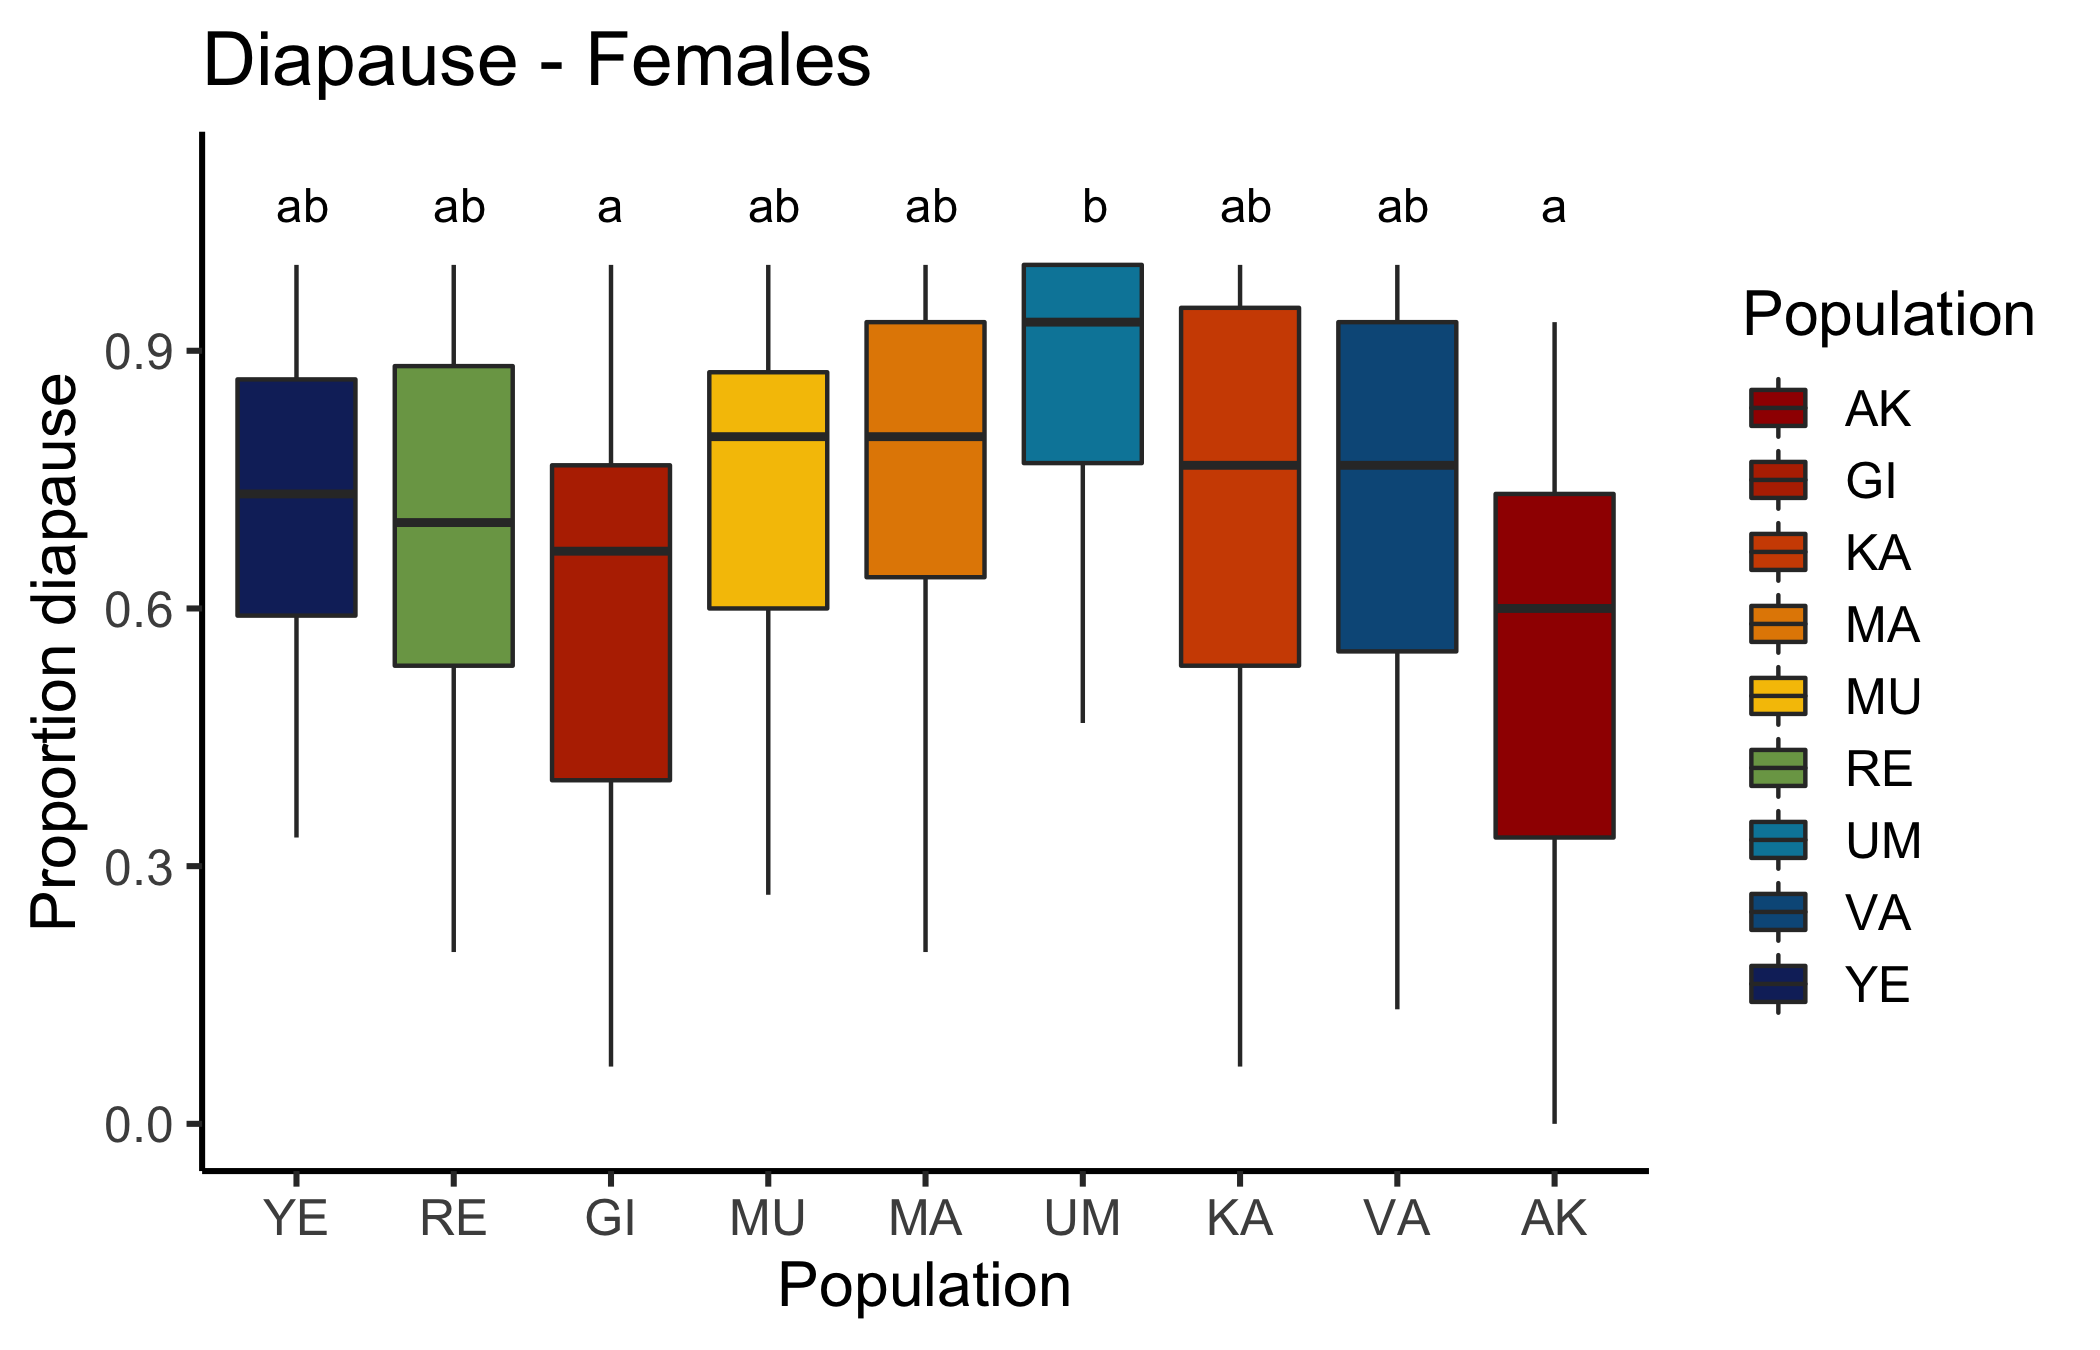 Diapause - Females
ab ab a ab ab b ab ab a
Proportion diapause
0.9
0.6
0.3
0.0
YE RE GI MU MA UM KA VA AK
Population
Population
AK
GI
KA
MA
MU
RE
UM
VA
YE